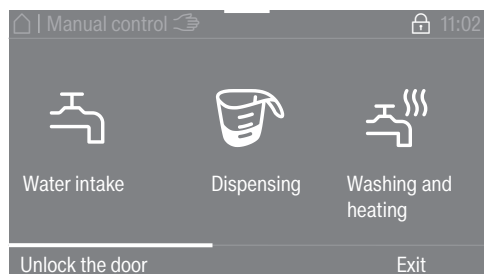 | Manual control 11:02
Water intake Dispensing Washing and
heating
Unlock the door Exit